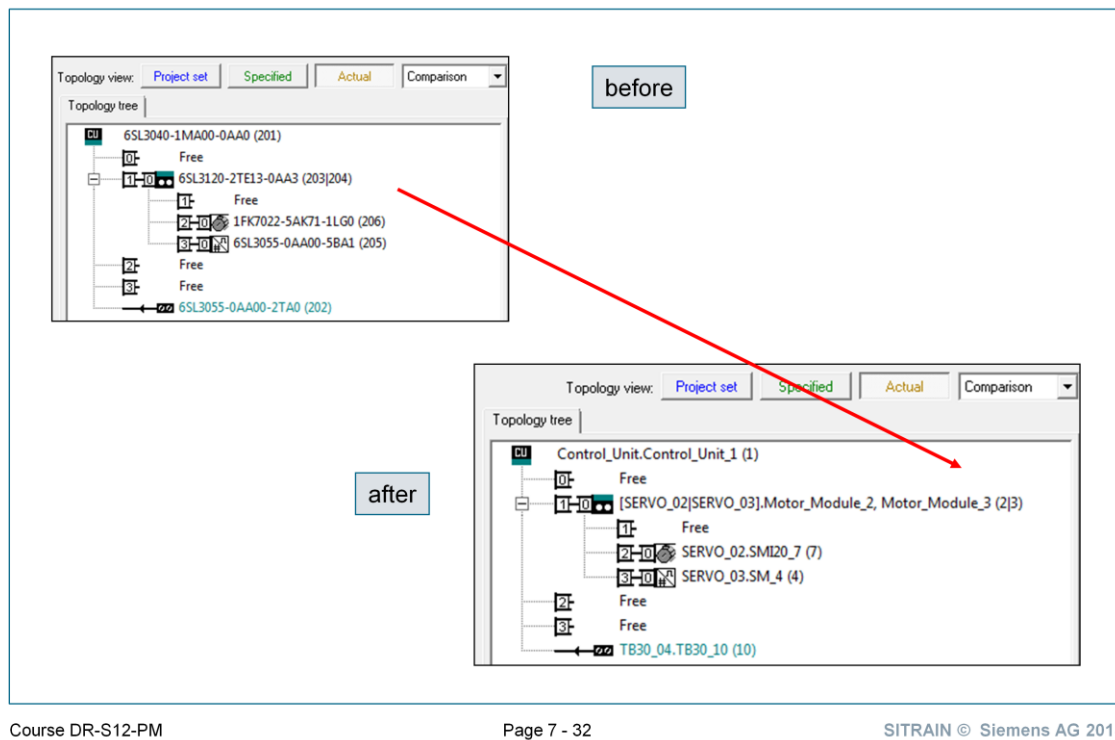 Topology view: Project set Specified Actual Comparison
Topology tree
CU 6SL3040-1MA00-0AA0 (201)
0 Free
1 0 6SL3120-2TE13-0AA3 (203|204)
1 Free
2 0 1FK7022-5AK71-1LG0 (206)
3 0 6SL3055-0AA00-5BA1 (205)
2 Free
3 Free
6SL3055-0AA00-2TA0 (202)
before
Topology view: Project set Specified Actual Comparison
Topology tree
CU Control_Unit.Control_Unit_1 (1)
0 Free
1 0 [SERVO_02|SERVO_03].Motor_Module_2, Motor_Module_3 (2|3)
1 Free
2 0 SERVO_02.SMI20_7 (7)
3 0 SERVO_03.SM_4 (4)
2 Free
3 Free
TB30_04.TB30_10 (10)
after
Course DR-S12-PM
Page 7 - 32
SITRAIN © Siemens AG 201